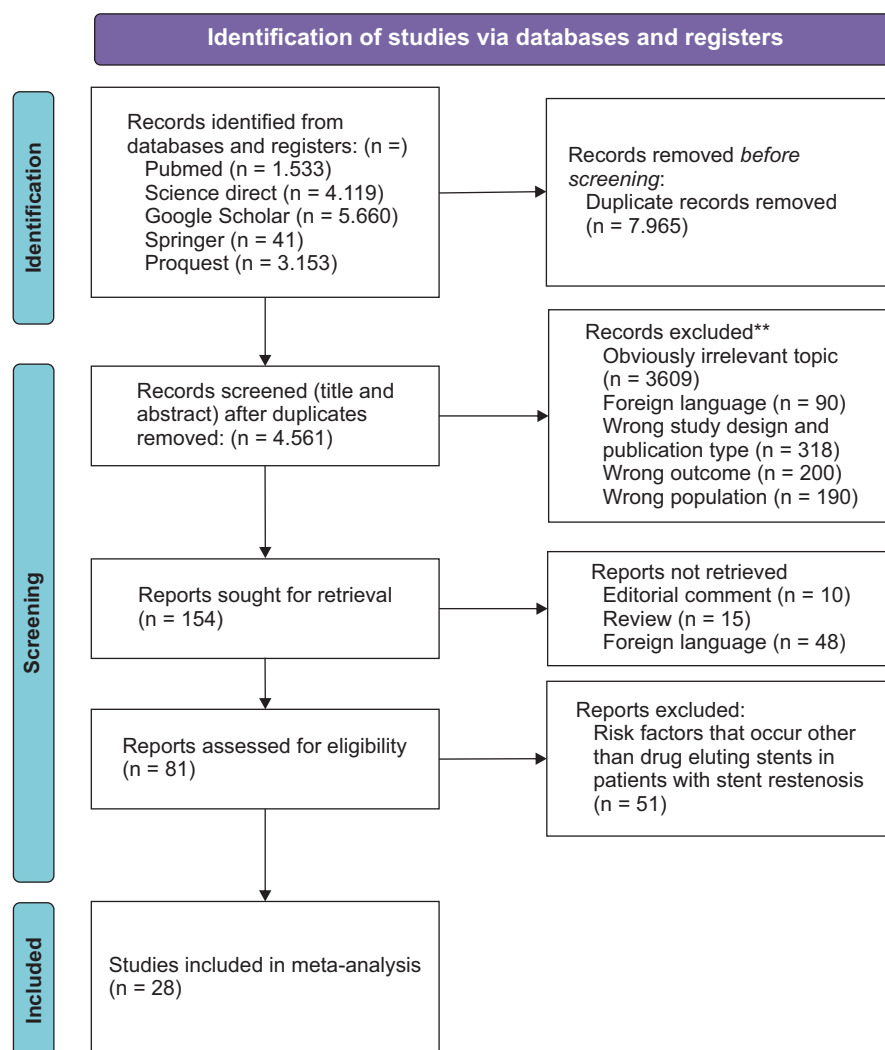 Identification of studies via databases and registers
Identification
Records identified from
databases and registers: (n =)
Pubmed (n = 1.533)
Science direct (n = 4.119)
Google Scholar (n = 5.660)
Springer (n = 41)
Proquest (n = 3.153)
Records removed before
screening:
Duplicate records removed
(n = 7.965)
Screening
Records screened (title and
abstract) after duplicates
removed: (n = 4.561)
Records excluded**
Obviously irrelevant topic
(n = 3609)
Foreign language (n = 90)
Wrong study design and
publication type (n = 318)
Wrong outcome (n = 200)
Wrong population (n = 190)
Reports sought for retrieval
(n = 154)
Reports not retrieved
Editorial comment (n = 10)
Review (n = 15)
Foreign language (n = 48)
Reports assessed for eligibility
(n = 81)
Reports excluded:
Risk factors that occur other
than drug eluting stents in
patients with stent restenosis
(n = 51)
Included
Studies included in meta-analysis
(n = 28)